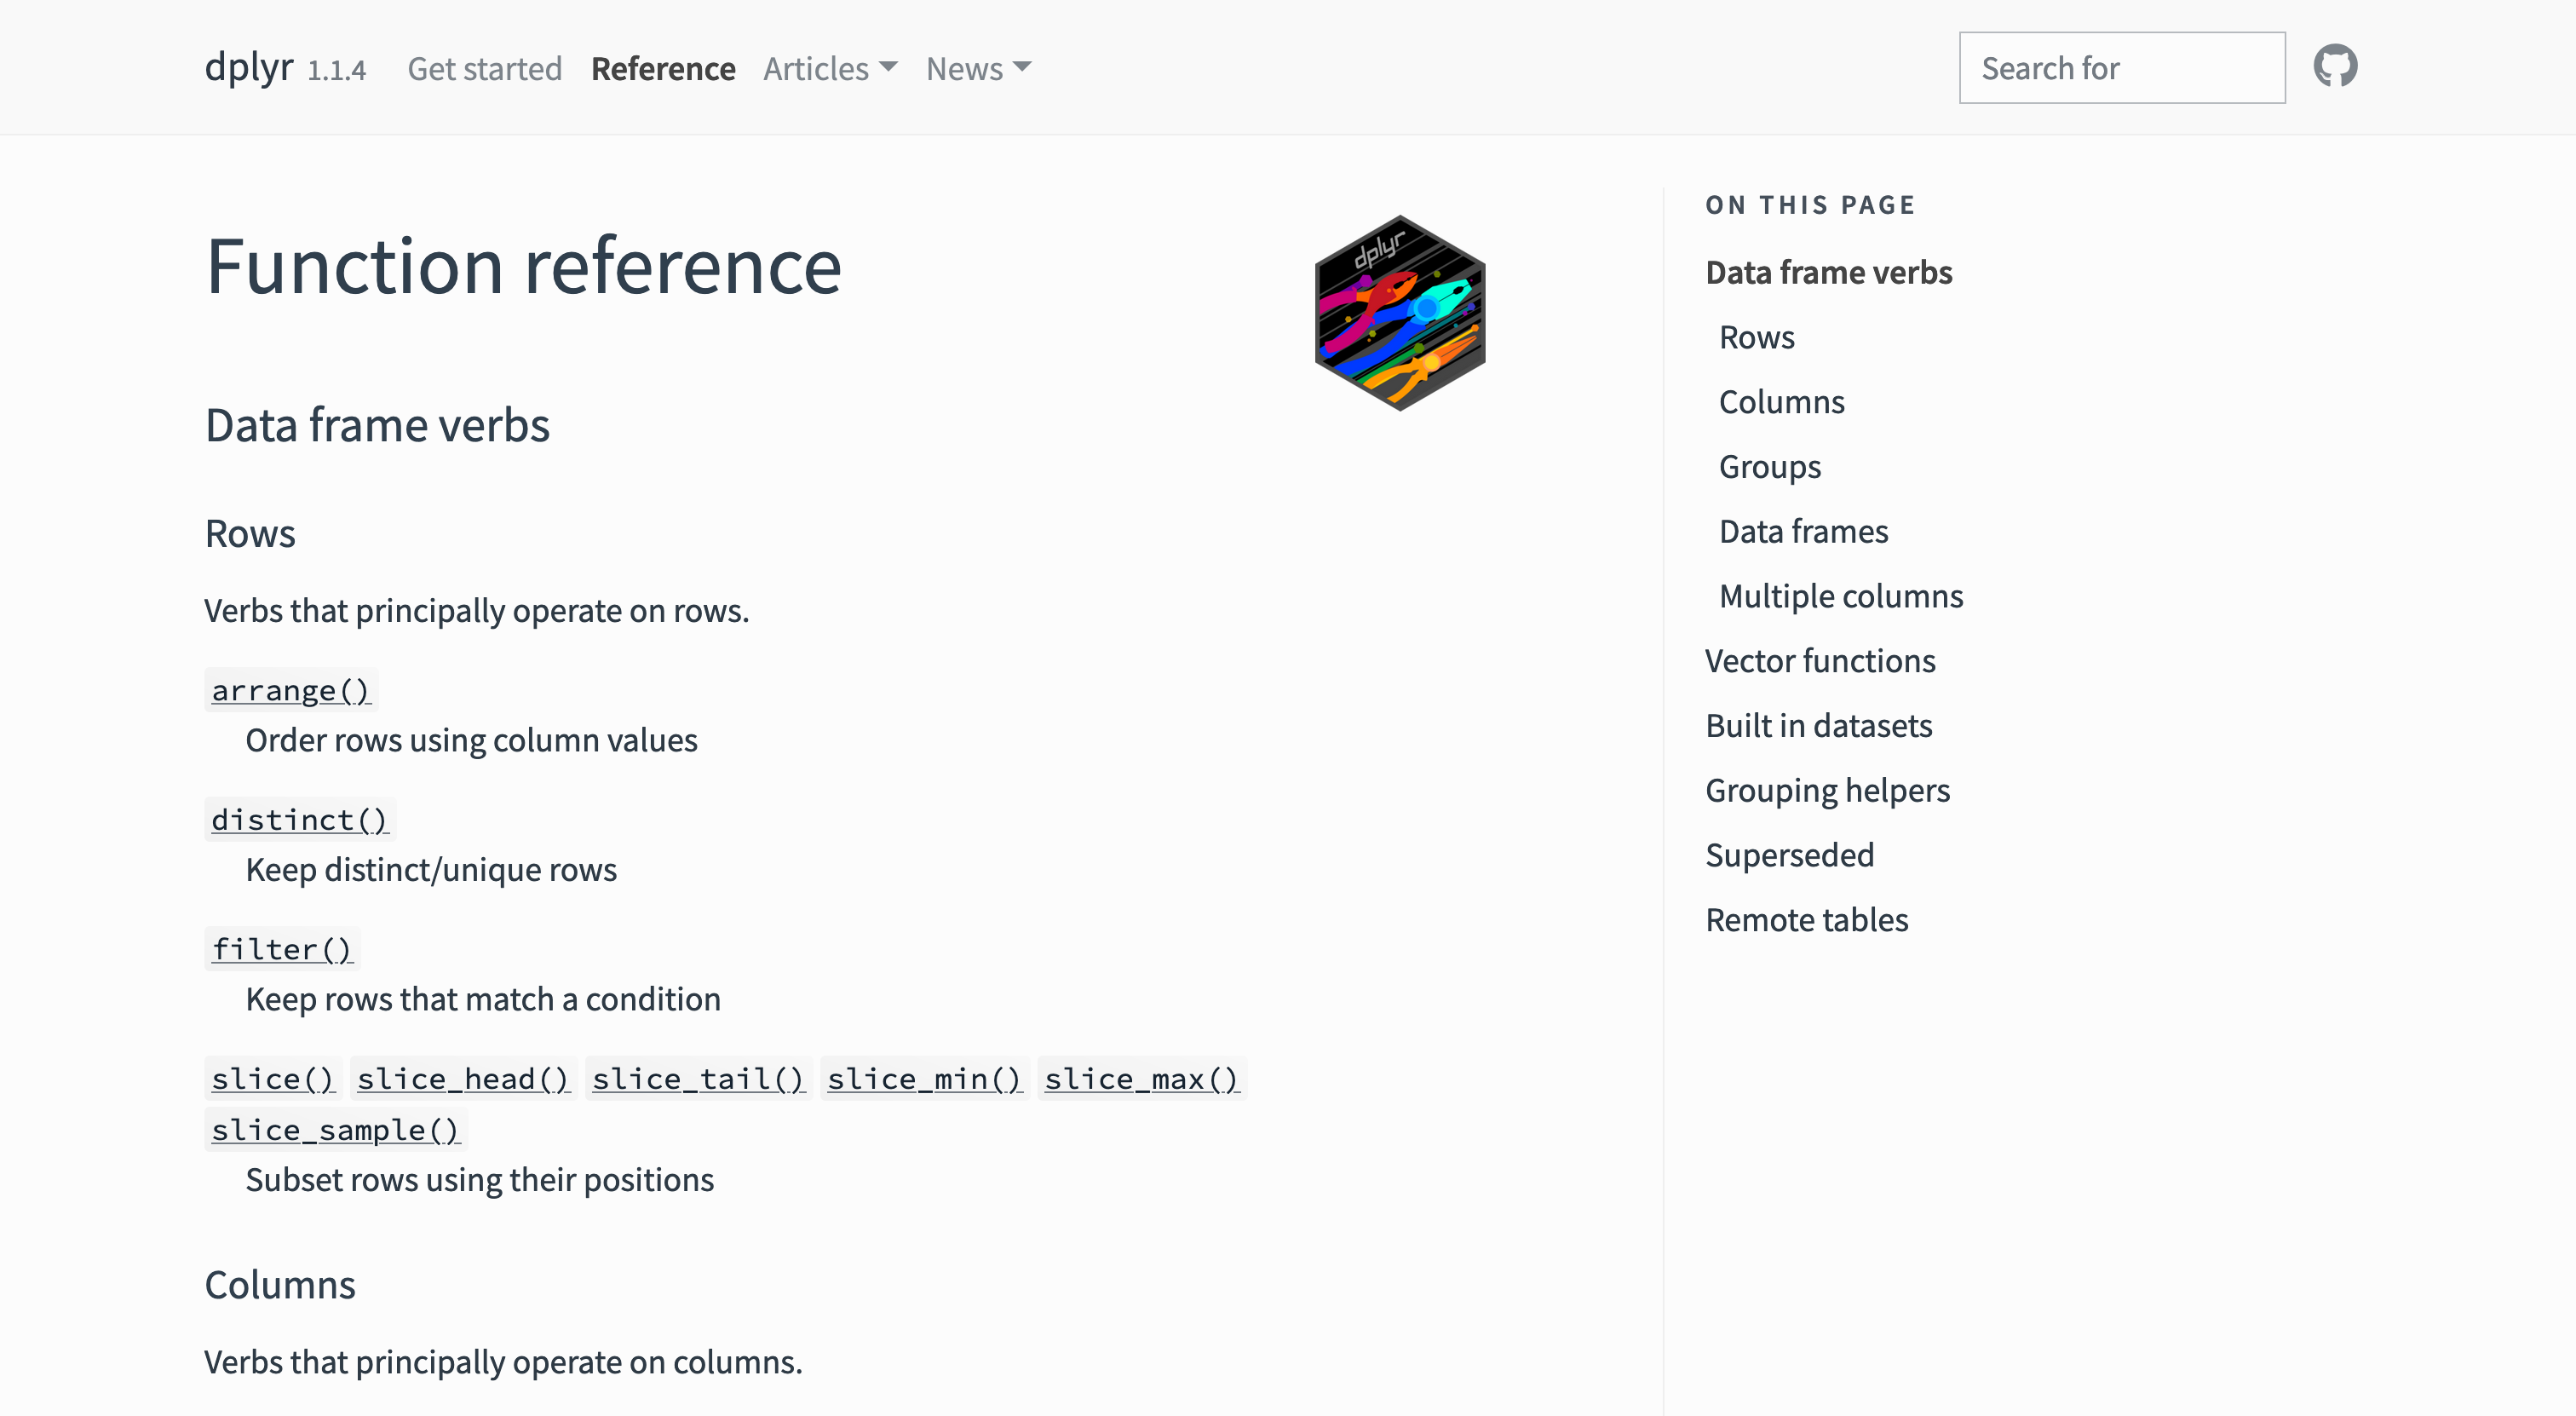 dplyr 1.1.4 Get started Reference Articles News Search for
Function reference
dplyr
Data frame verbs
Rows
Verbs that principally operate on rows.
arrange()
Order rows using column values
distinct()
Keep distinct/unique rows
filter()
Keep rows that match a condition
slice() slice_head() slice_tail() slice_min() slice_max()
slice_sample()
Subset rows using their positions
Columns
Verbs that principally operate on columns.
ON THIS PAGE
Data frame verbs
Rows
Columns
Groups
Data frames
Multiple columns
Vector functions
Built in datasets
Grouping helpers
Superseded
Remote tables